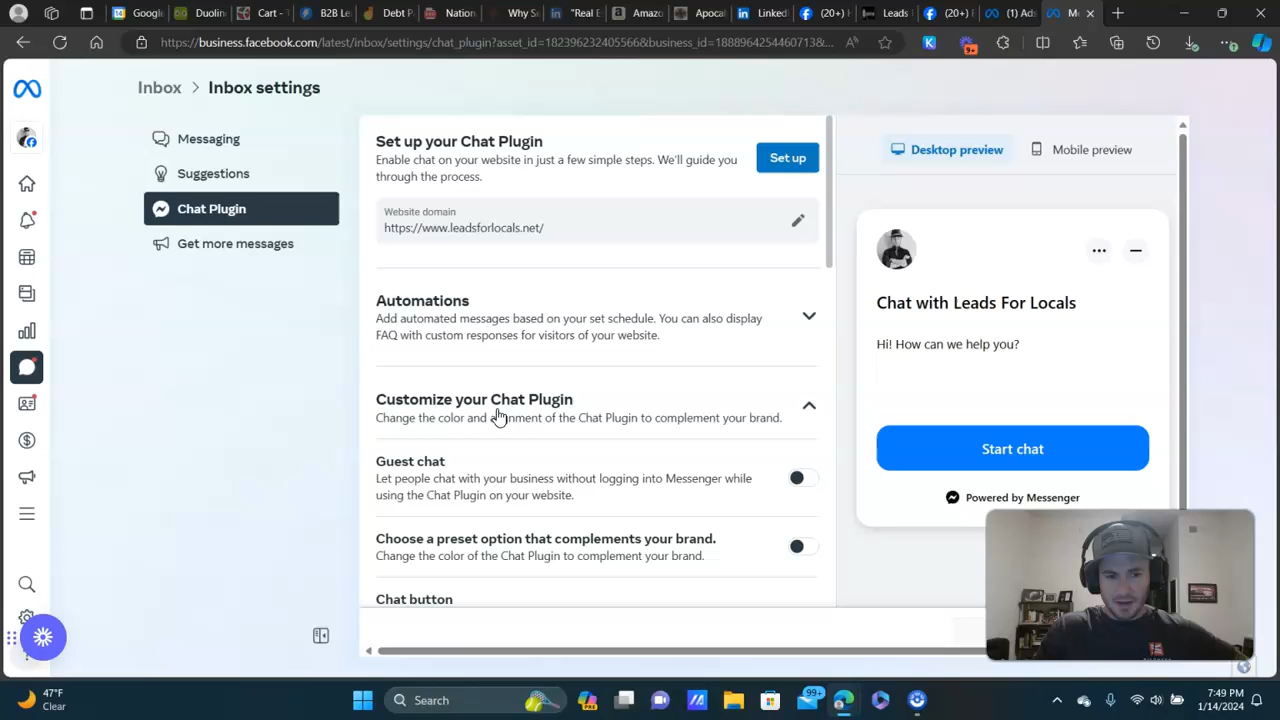 Google
Duolin
Cart - T
B2B Le
Debt P
Nation
Why Se
"Real E
Amazo
Apocal
LinkedI
(20+) F
Leads F
(20+) F
(1) Ads
Me
https://business.facebook.com/latest/inbox/settings/chat_plugin?asset_id=182396232405566&business_id=1888964254460713&...
9+
Inbox > Inbox settings
Messaging
Suggestions
Chat Plugin
Get more messages
Set up your Chat Plugin
Enable chat on your website in just a few simple steps. We'll guide you
through the process.
Set up
Website domain
https://www.leadsforlocals.net/
Automations
Add automated messages based on your set schedule. You can also display
FAQ with custom responses for visitors of your website.
Customize your Chat Plugin
Change the color and alignment of the Chat Plugin to complement your brand.
Guest chat
Let people chat with your business without logging into Messenger while
using the Chat Plugin on your website.
Choose a preset option that complements your brand.
Change the color of the Chat Plugin to complement your brand.
Chat button
Desktop preview
Mobile preview
Chat with Leads For Locals
Hi! How can we help you?
Start chat
Powered by Messenger
47°F
Clear
Search
99+
7:49 PM
1/14/2024